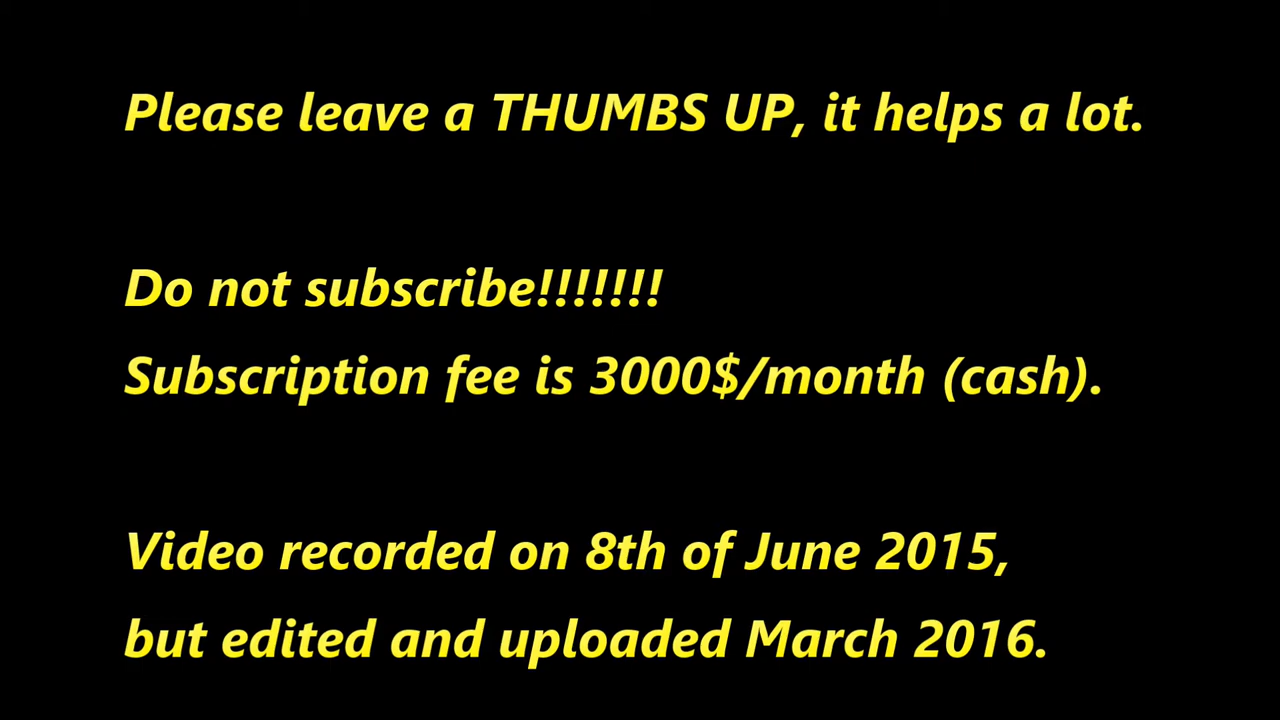 Please leave a THUMBS UP, it helps a lot.
Do not subscribe!!!!!!!
Subscription fee is 3000$/month (cash).
Video recorded on 8th of June 2015,
but edited and uploaded March 2016.